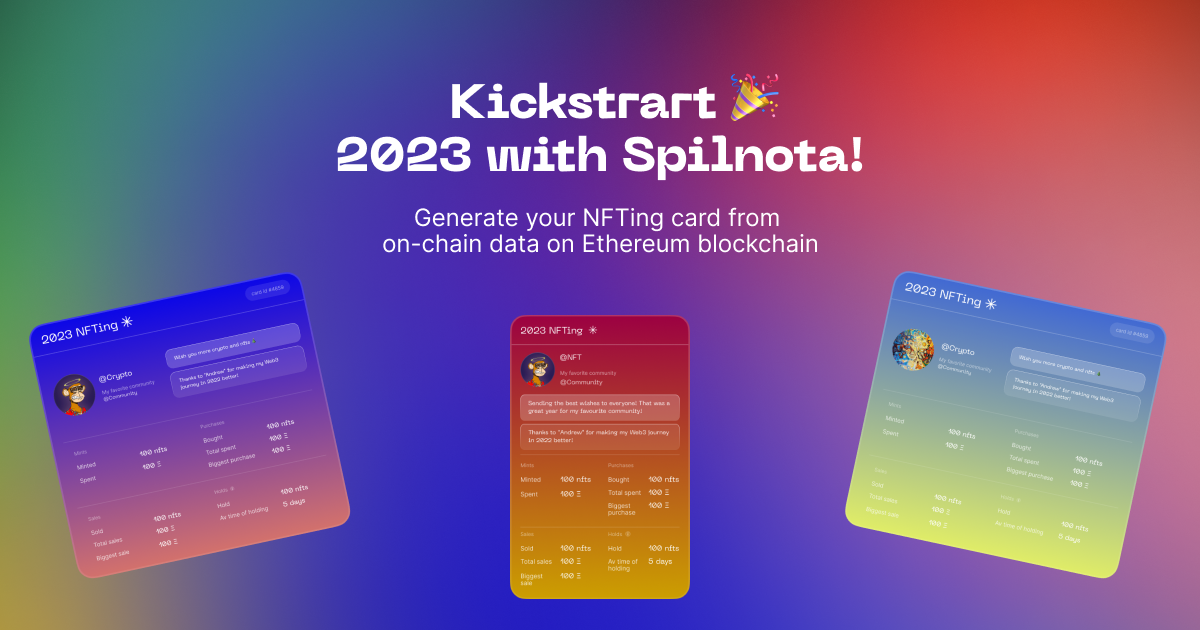 Kickstrart 🎉
2023 with Spilnota!
Generate your NFTing card from
on-chain data on Ethereum blockchain
2023 NFTing ✳
card id #4859
@Crypto
My favorite community
@Community
Wish you more crypto and nfts
Thanks to "Andrew" for making my Web3
journey in 2022 better!
Mints
Minted 100 nfts
Spent 100 Ξ
Purchases
Bought 100 nfts
Total spent 100 Ξ
Biggest purchase 100 Ξ
Sales
Sold 100 nfts
Total sales 100 Ξ
Biggest sale 100 Ξ
Holds
Hold 100 nfts
Av time of holding 5 days
2023 NFTing ✳
@NFT
My favorite community
@Community
Sending the best wishes to everyone! That was a
great year for my favourite community!
Thanks to "Andrew" for making my Web3 journey
in 2022 better!
Mints
Minted 100 nfts
Spent 100 Ξ
Purchases
Bought 100 nfts
Total spent 100 Ξ
Biggest
purchase 100 Ξ
Sales
Sold 100 nfts
Total sales 100 Ξ
Biggest
sale 100 Ξ
Holds
Hold 100 nfts
Av time of
holding 5 days
2023 NFTing ✳
card id #4859
@Crypto
My favorite community
@Community
Wish you more crypto and nfts
Thanks to "Andrew" for making my Web3
journey in 2022 better!
Mints
Minted 100 nfts
Spent 100 Ξ
Purchases
Bought 100 nfts
Total spent 100 Ξ
Biggest purchase 100 Ξ
Sales
Sold 100 nfts
Total sales 100 Ξ
Biggest sale 100 Ξ
Holds
Hold 100 nfts
Av time of holding 5 days